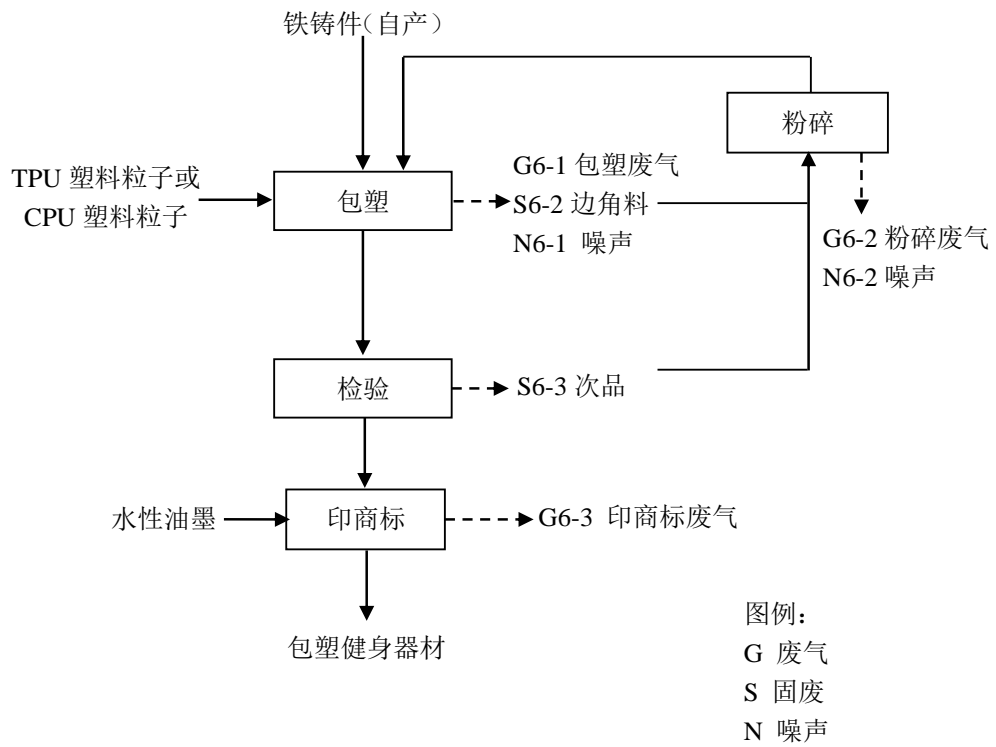 铁铸件（自产）
粉碎
TPU 塑料粒子或
CPU 塑料粒子
包塑
G6-1 包塑废气
S6-2 边角料
N6-1 噪声
G6-2 粉碎废气
N6-2 噪声
检验
S6-3 次品
水性油墨
印商标
G6-3 印商标废气
包塑健身器材
图例：
G 废气
S 固废
N 噪声